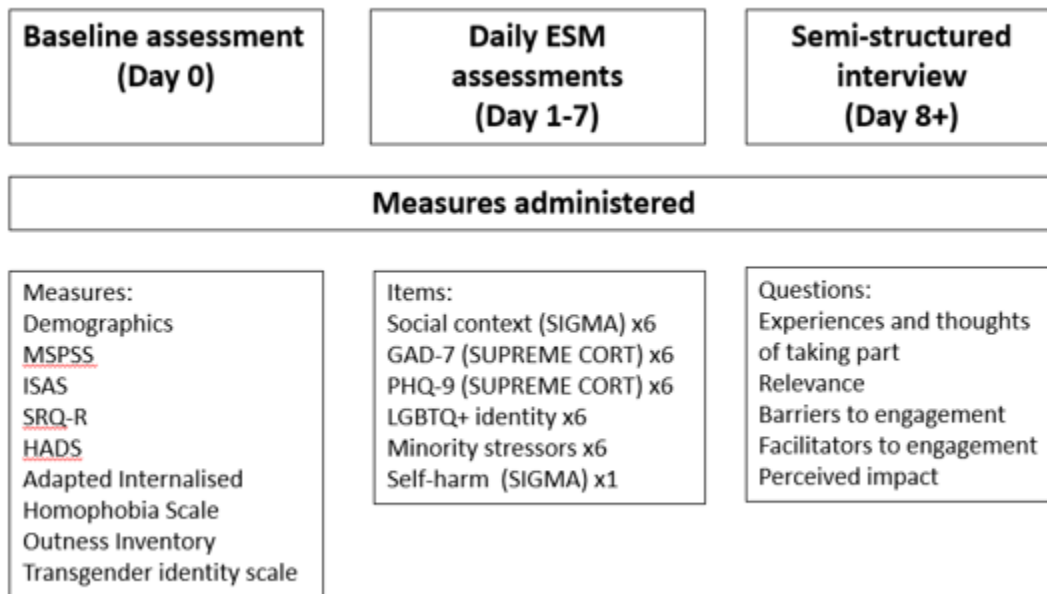 Baseline assessment
(Day 0)
Daily ESM
assessments
(Day 1-7)
Semi-structured
interview
(Day 8+)
Measures administered
Measures:
Demographics
MSPSS
ISAS
SRQ-R
HADS
Adapted Internalised
Homophobia Scale
Outness Inventory
Transgender identity scale
Items:
Social context (SIGMA) x6
GAD-7 (SUPREME CORT) x6
PHQ-9 (SUPREME CORT) x6
LGBTQ+ identity x6
Minority stressors x6
Self-harm (SIGMA) x1
Questions:
Experiences and thoughts
of taking part
Relevance
Barriers to engagement
Facilitators to engagement
Perceived impact